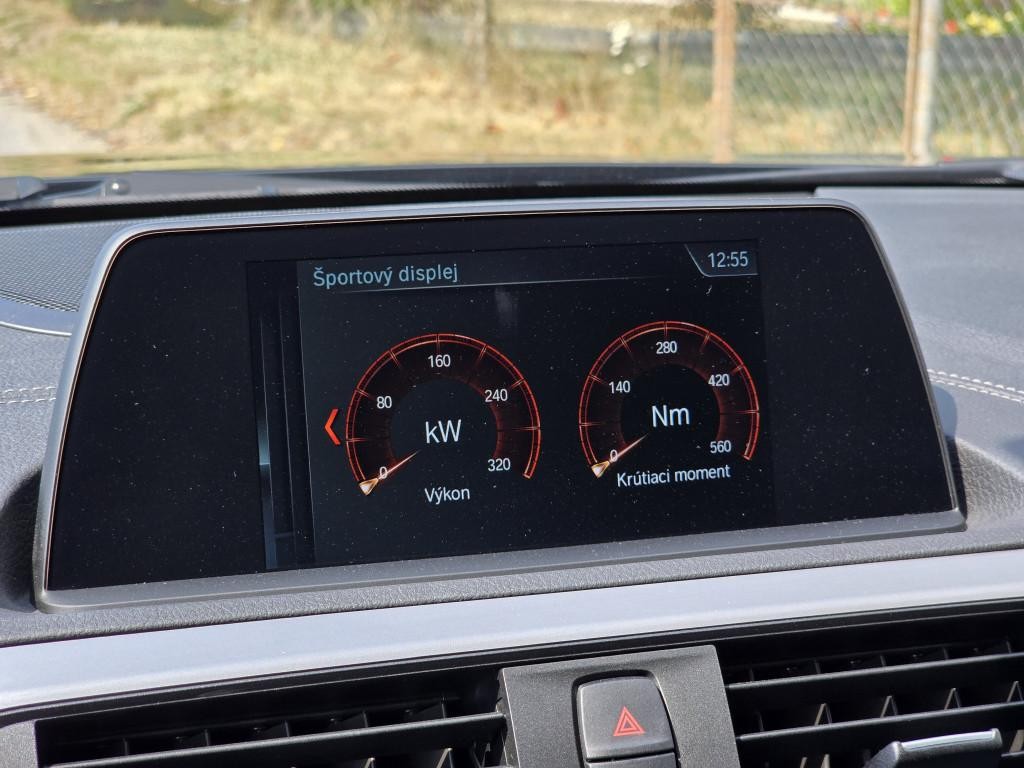 Športový displej
12:55
160
80
240
kW
0
320
Výkon
280
140
420
Nm
0
560
Krútiaci moment